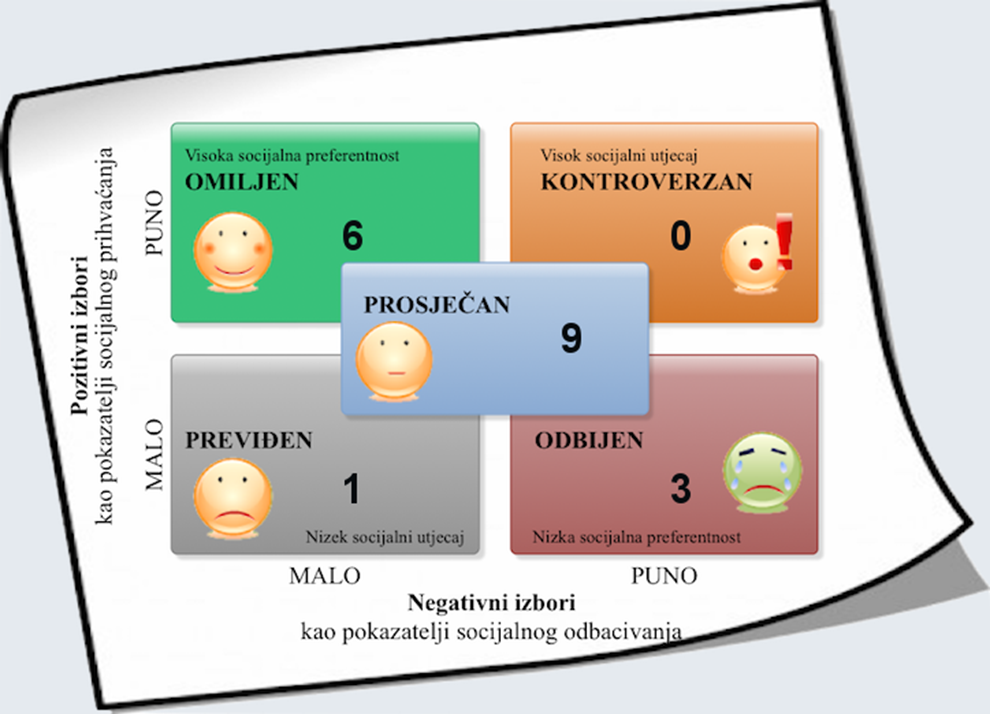 Pozitivni izbori
kao pokazatelji socijalnog prihvaćanja
PUNO
MALO
Visoka socijalna preferentnost
OMILJEN
6
Visok socijalni utjecaj
KONTROVERZAN
0
PROSJEČAN
9
PREVIĐEN
1
Nizek socijalni utjecaj
ODBIJEN
3
Nizka socijalna preferentnost
MALO
PUNO
Negativni izbori
kao pokazatelji socijalnog odbacivanja